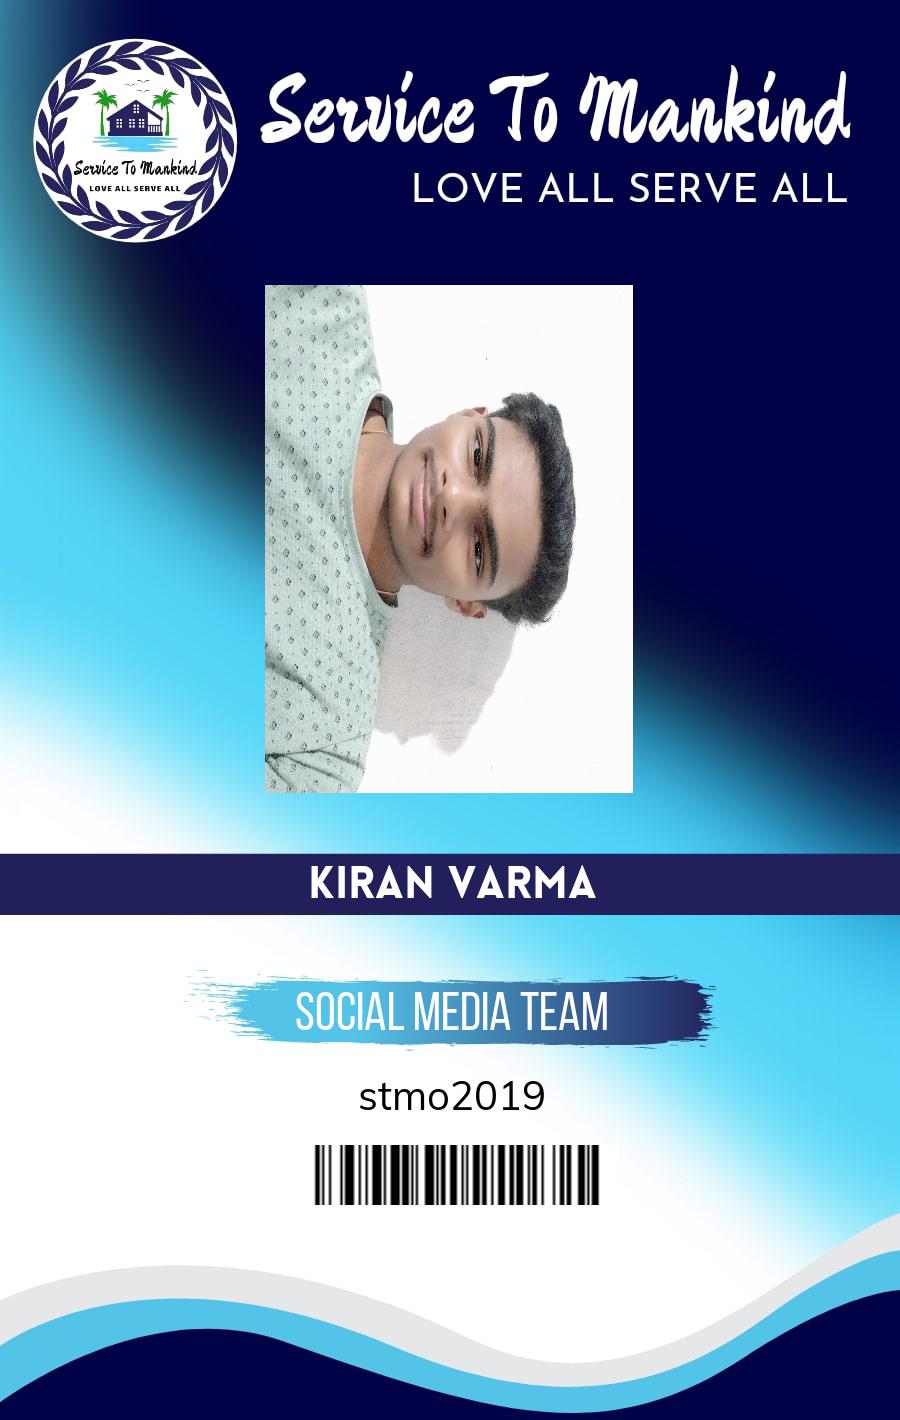 Service To Mankind
LOVE ALL SERVE ALL
Service To Mankind
LOVE ALL SERVE ALL
KIRAN VARMA
SOCIAL MEDIA TEAM
stmo2019